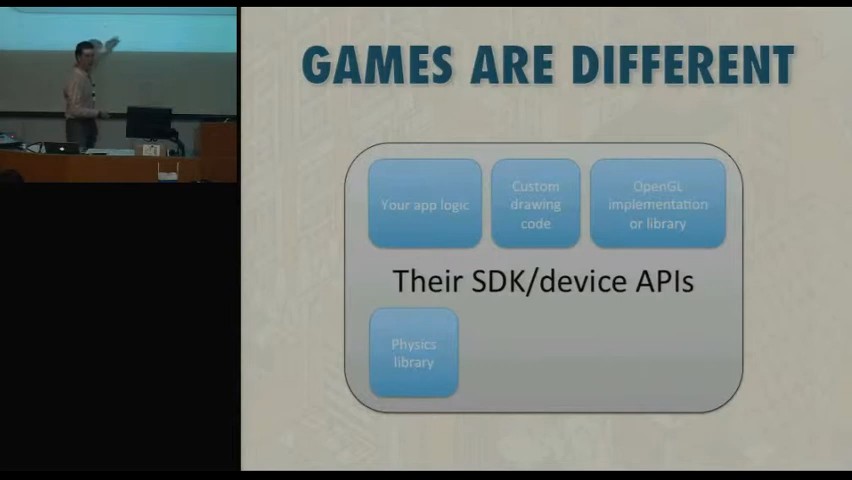 GAMES ARE DIFFERENT
Your app logic
Custom
drawing
code
OpenGL
implementation
or library
Their SDK/device APIs
Physics
library